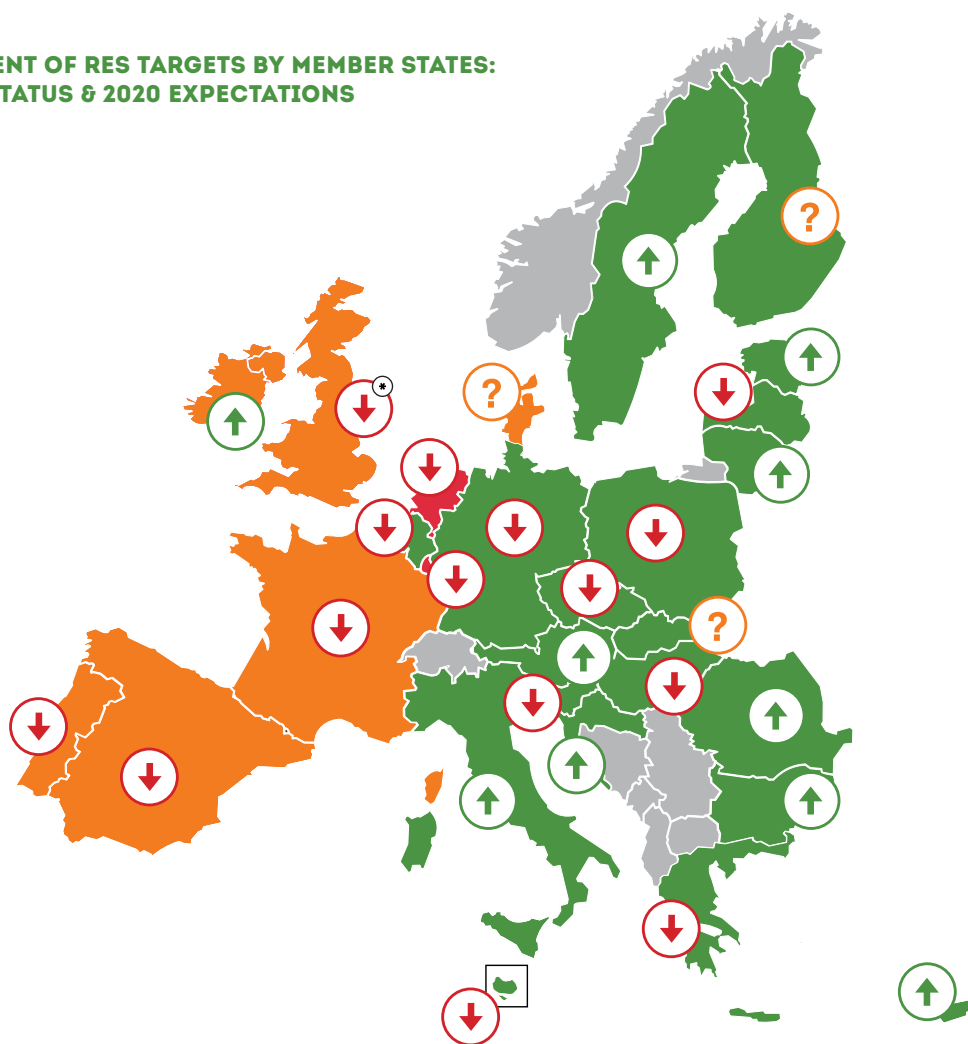 ENT OF RES TARGETS BY MEMBER STATES:
TATUS & 2020 EXPECTATIONS
?
*
?
?